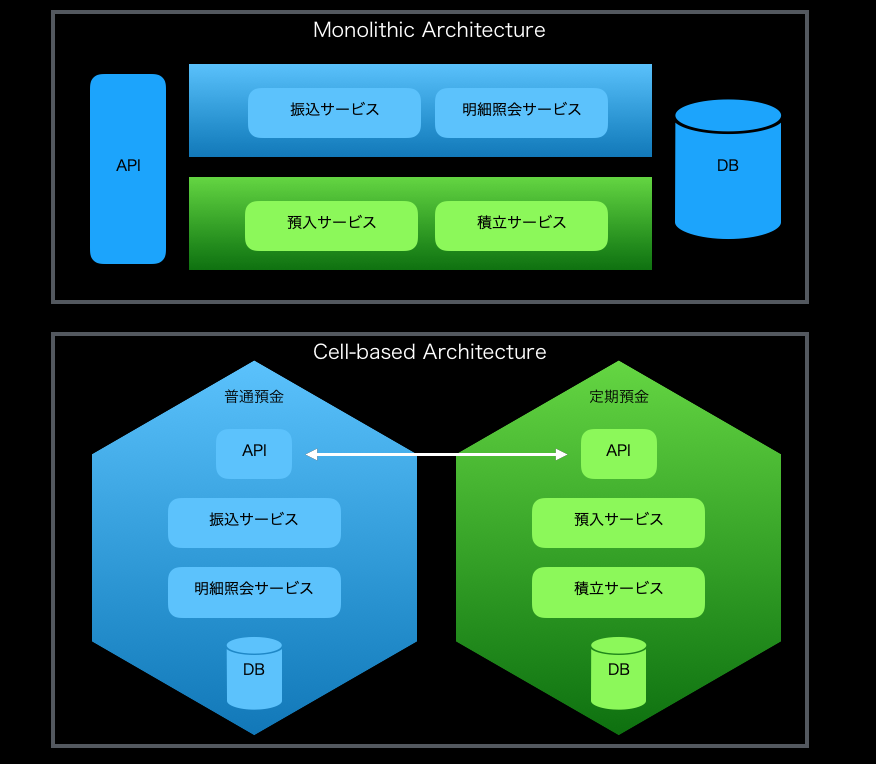 Monolithic Architecture
API
振込サービス
明細照会サービス
預入サービス
積立サービス
DB
Cell-based Architecture
普通預金
API
振込サービス
明細照会サービス
DB
定期預金
API
預入サービス
積立サービス
DB